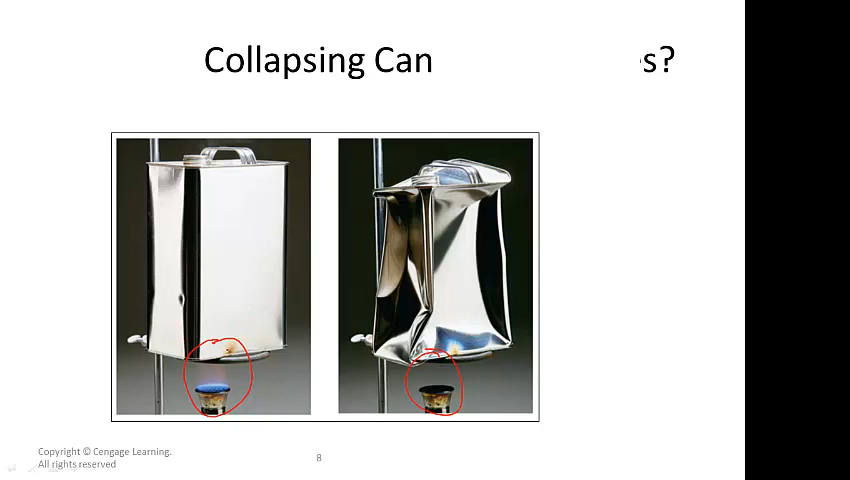 Collapsing Can
?
Copyright © Cengage Learning.
All rights reserved
8